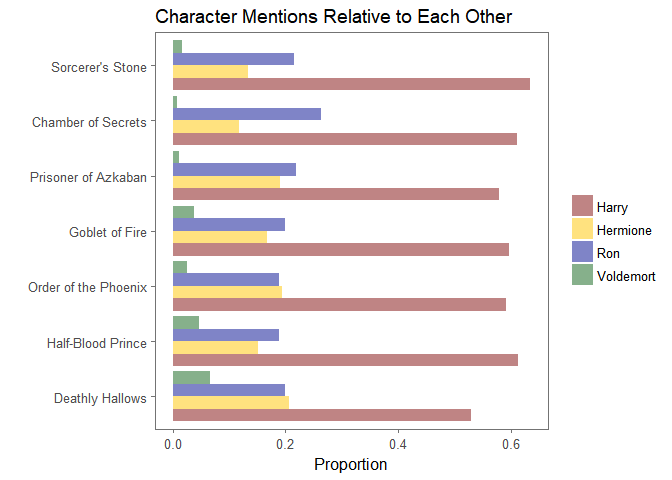 Character Mentions Relative to Each Other
Sorcerer's Stone
Chamber of Secrets
Prisoner of Azkaban
Goblet of Fire
Order of the Phoenix
Half-Blood Prince
Deathly Hallows
0.0 0.2 0.4 0.6
Proportion
Harry
Hermione
Ron
Voldemort